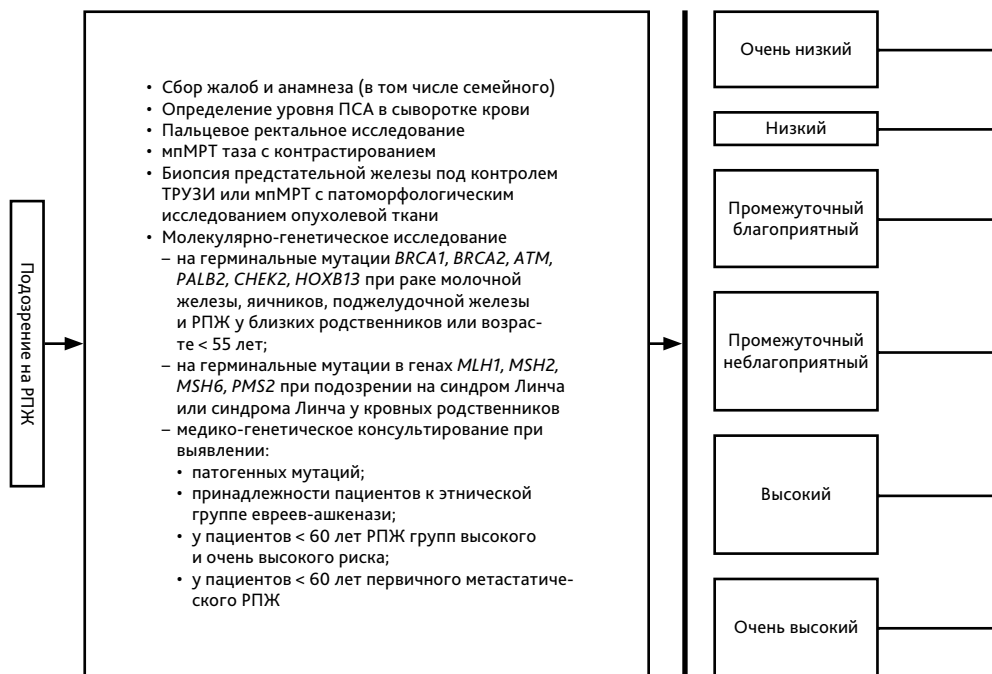 Подозрение на РПЖ
• Сбор жалоб и анамнеза (в том числе семейного)
• Определение уровня ПСА в сыворотке крови
• Пальцевое ректальное исследование
• мпМРТ таза с контрастированием
• Биопсия предстательной железы под контролем
ТРУЗИ или мпМРТ с патоморфологическим
исследованием опухолевой ткани
• Молекулярно-генетическое исследование
– на герминальные мутации BRCA1, BRCA2, ATM,
PALB2, CHEK2, HOXB13 при раке молочной
железы, яичников, поджелудочной железы
и РПЖ у близких родственников или возрас-
те < 55 лет;
– на герминальные мутации в генах MLH1, MSH2,
MSH6, PMS2 при подозрении на синдром Линча
или синдрома Линча у кровных родственников
– медико-генетическое консультирование при
выявлении:
• патогенных мутаций;
• принадлежности пациентов к этнической
группе евреев-ашкенази;
• у пациентов < 60 лет РПЖ групп высокого
и очень высокого риска;
• у пациентов < 60 лет первичного метастатиче-
ского РПЖ
Очень низкий
Низкий
Промежуточный
благоприятный
Промежуточный
неблагоприятный
Высокий
Очень высокий